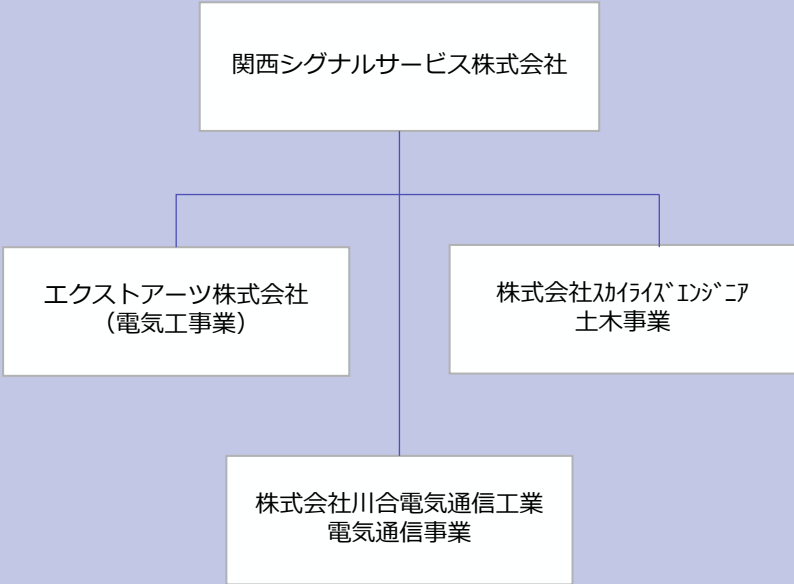 関西シグナルサービス株式会社
エクストアーツ株式会社
（電気工事業）
株式会社ｽｶｲﾗｲｽﾞｴﾝｼﾞﾆｱ
土木事業
株式会社川合電気通信工業
電気通信事業